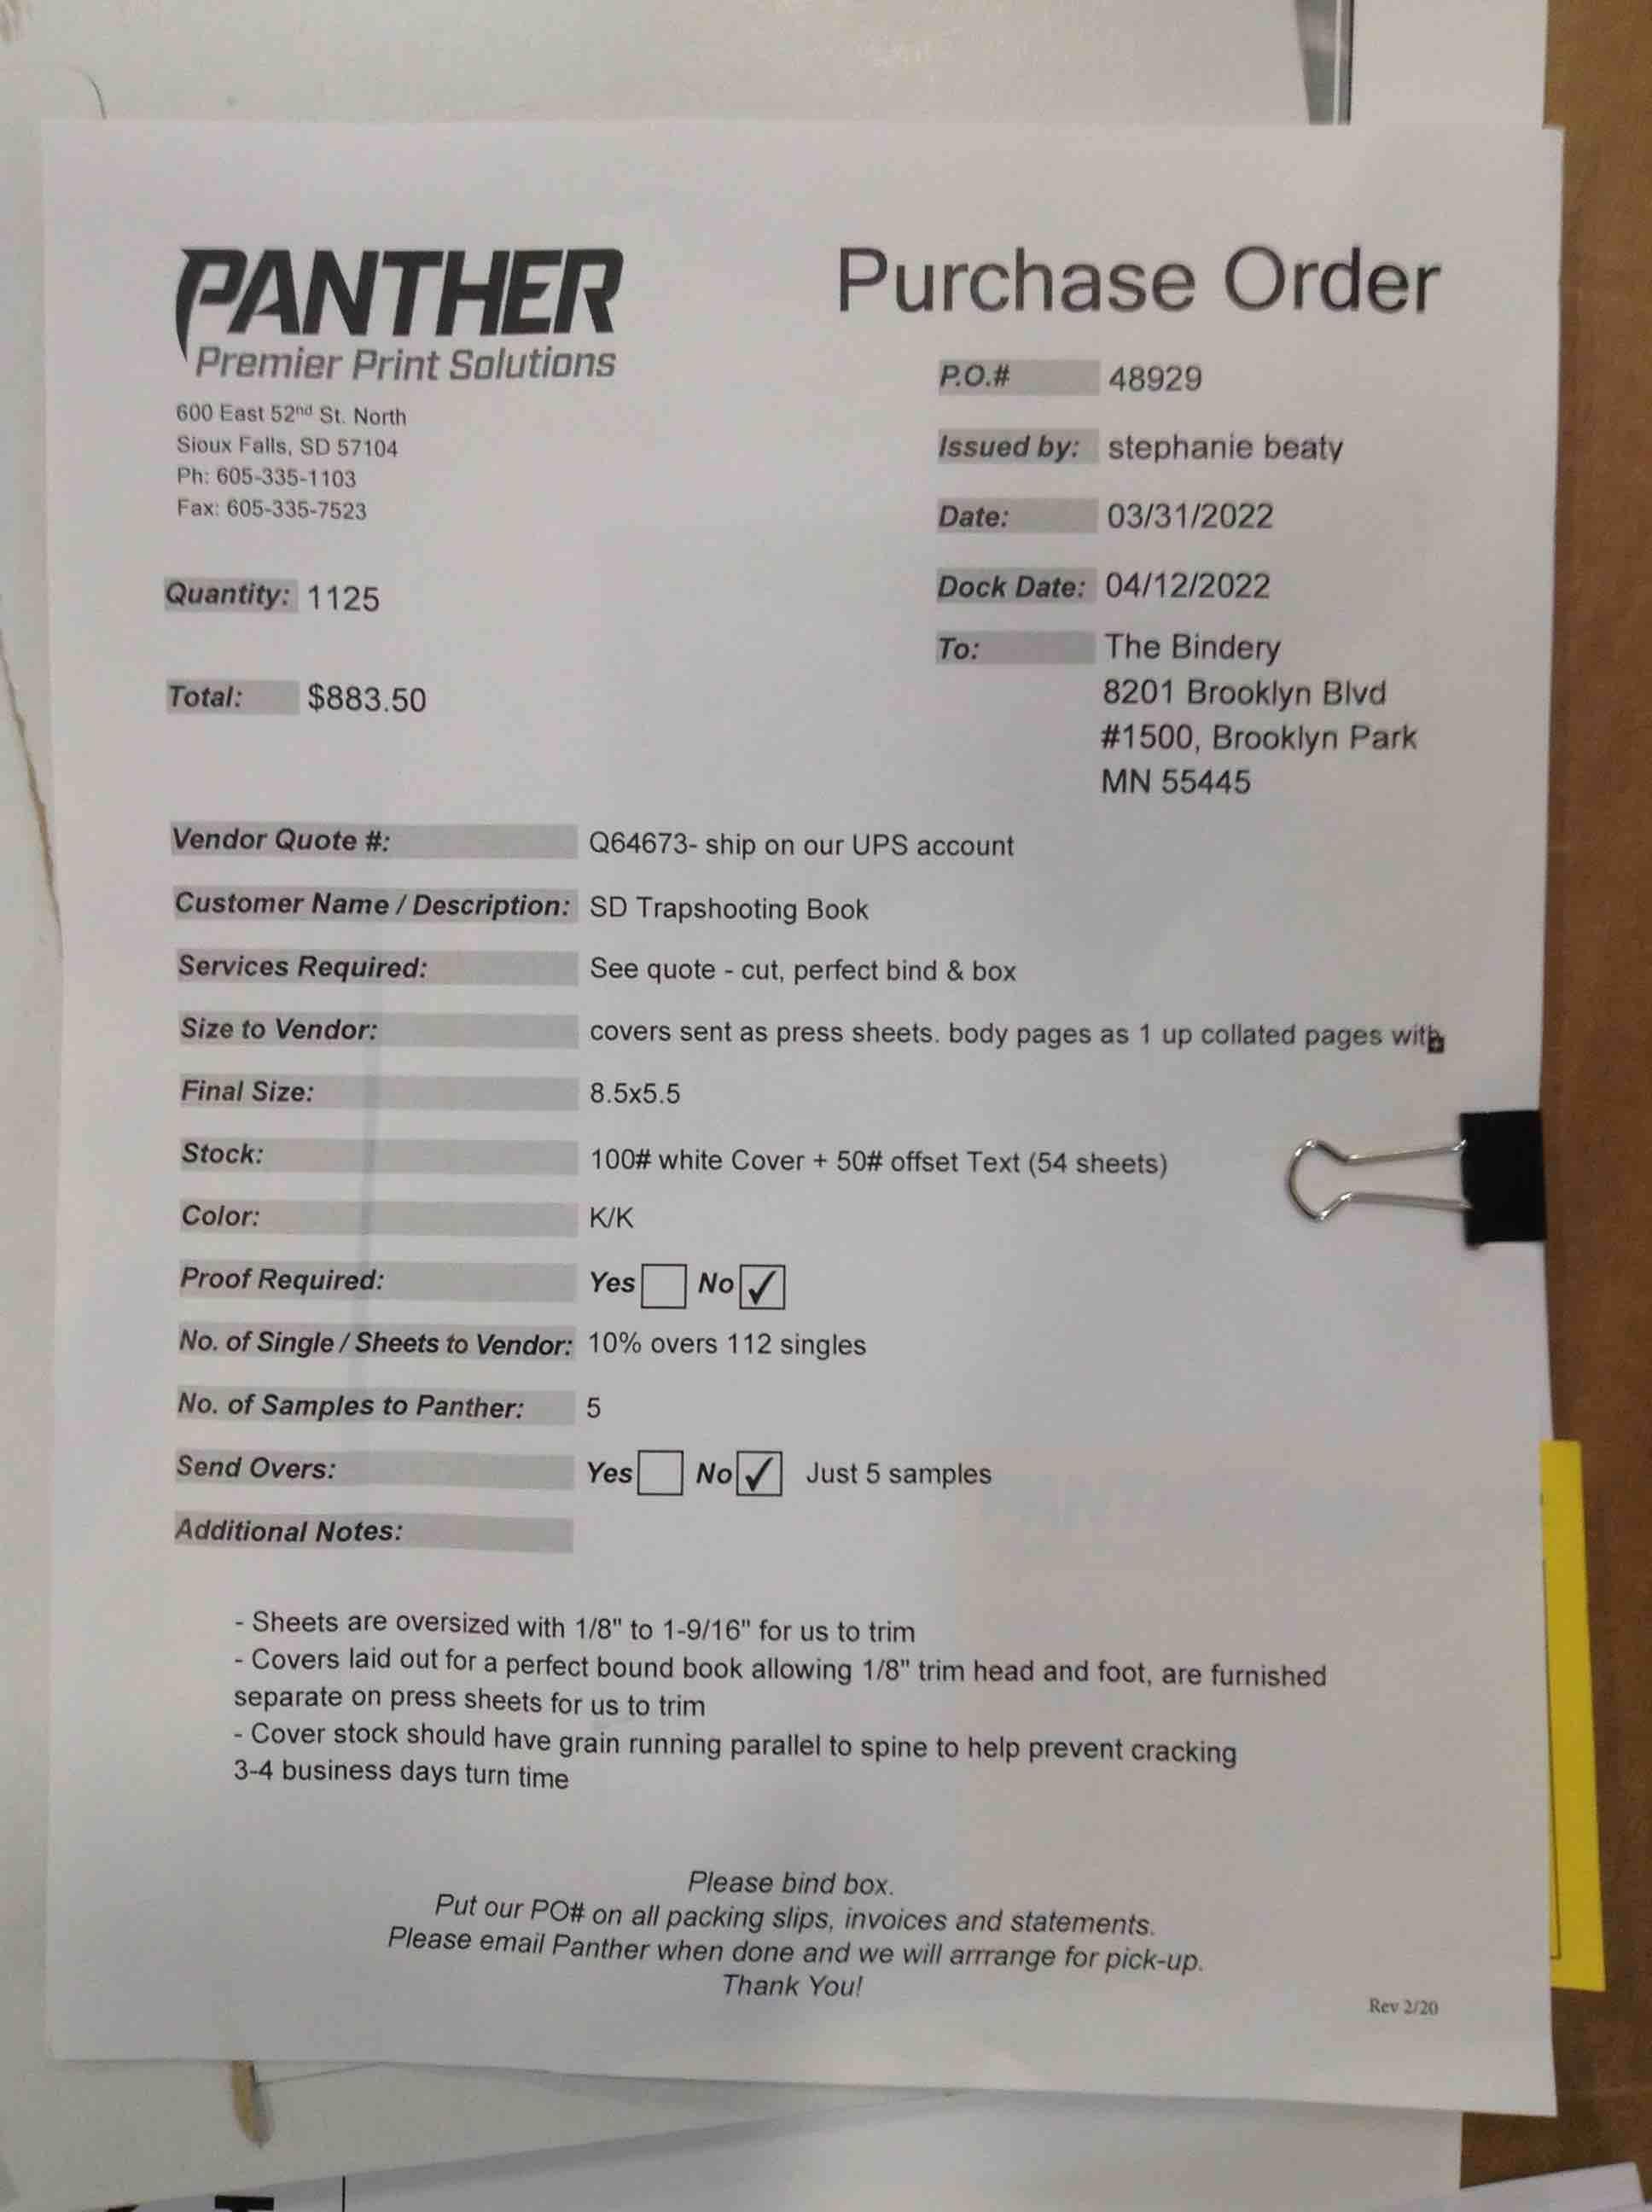 PANTHER
Premier Print Solutions
600 East 52nd St. North
Sioux Falls, SD 57104
Ph: 605-335-1103
Fax: 605-335-7523
Purchase Order
P.O.# 48929
Issued by: stephanie beaty
Date: 03/31/2022
Dock Date: 04/12/2022
To: The Bindery
8201 Brooklyn Blvd
#1500, Brooklyn Park
MN 55445
Quantity: 1125
Total: $883.50
Vendor Quote #: Q64673- ship on our UPS account
Customer Name / Description: SD Trapshooting Book
Services Required: See quote - cut, perfect bind & box
Size to Vendor: covers sent as press sheets. body pages as 1 up collated pages with
Final Size: 8.5x5.5
Stock: 100# white Cover + 50# offset Text (54 sheets)
Color: K/K
Proof Required: Yes No ✓
No. of Single / Sheets to Vendor: 10% overs 112 singles
No. of Samples to Panther: 5
Send Overs: Yes No ✓ Just 5 samples
Additional Notes:
- Sheets are oversized with 1/8" to 1-9/16" for us to trim
- Covers laid out for a perfect bound book allowing 1/8" trim head and foot, are furnished
separate on press sheets for us to trim
- Cover stock should have grain running parallel to spine to help prevent cracking
3-4 business days turn time
Please bind box.
Put our PO# on all packing slips, invoices and statements.
Please email Panther when done and we will arrrange for pick-up.
Thank You!
Rev 2/20